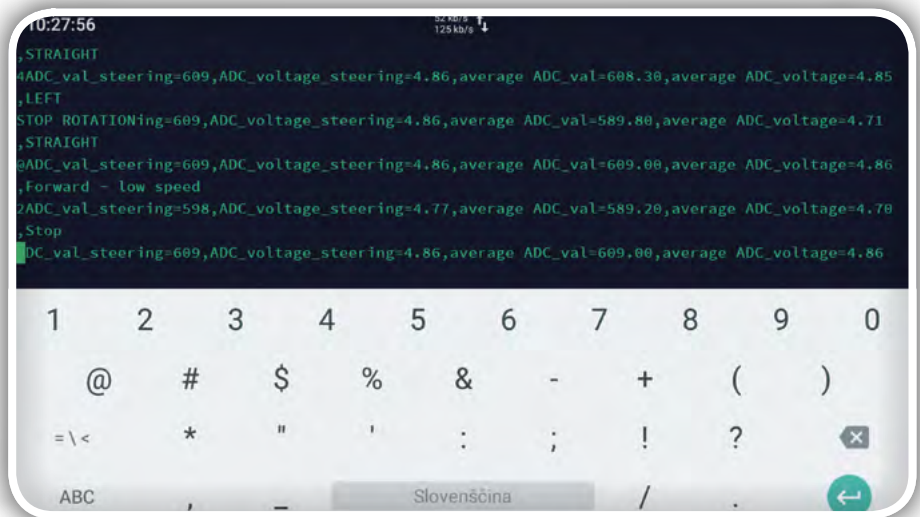 10:27:56
52 kb/s
125 kb/s
,STRAIGHT
4ADC_val_steering=609,ADC_voltage_steering=4.86,average ADC_val=608.30,average ADC_voltage=4.85
,LEFT
STOP ROTATIONing=609,ADC_voltage_steering=4.86,average ADC_val=589.80,average ADC_voltage=4.71
,STRAIGHT
@ADC_val_steering=609,ADC_voltage_steering=4.86,average ADC_val=609.00,average ADC_voltage=4.86
,Forward - low speed
2ADC_val_steering=598,ADC_voltage_steering=4.77,average ADC_val=589.20,average ADC_voltage=4.70
,Stop
DC_val_steering=609,ADC_voltage_steering=4.86,average ADC_val=609.00,average ADC_voltage=4.86
1 2 3 4 5 6 7 8 9 0
@ # $ % & - + ( )
= \ < * " ' : ; ! ?
ABC , _ Slovenščina / .